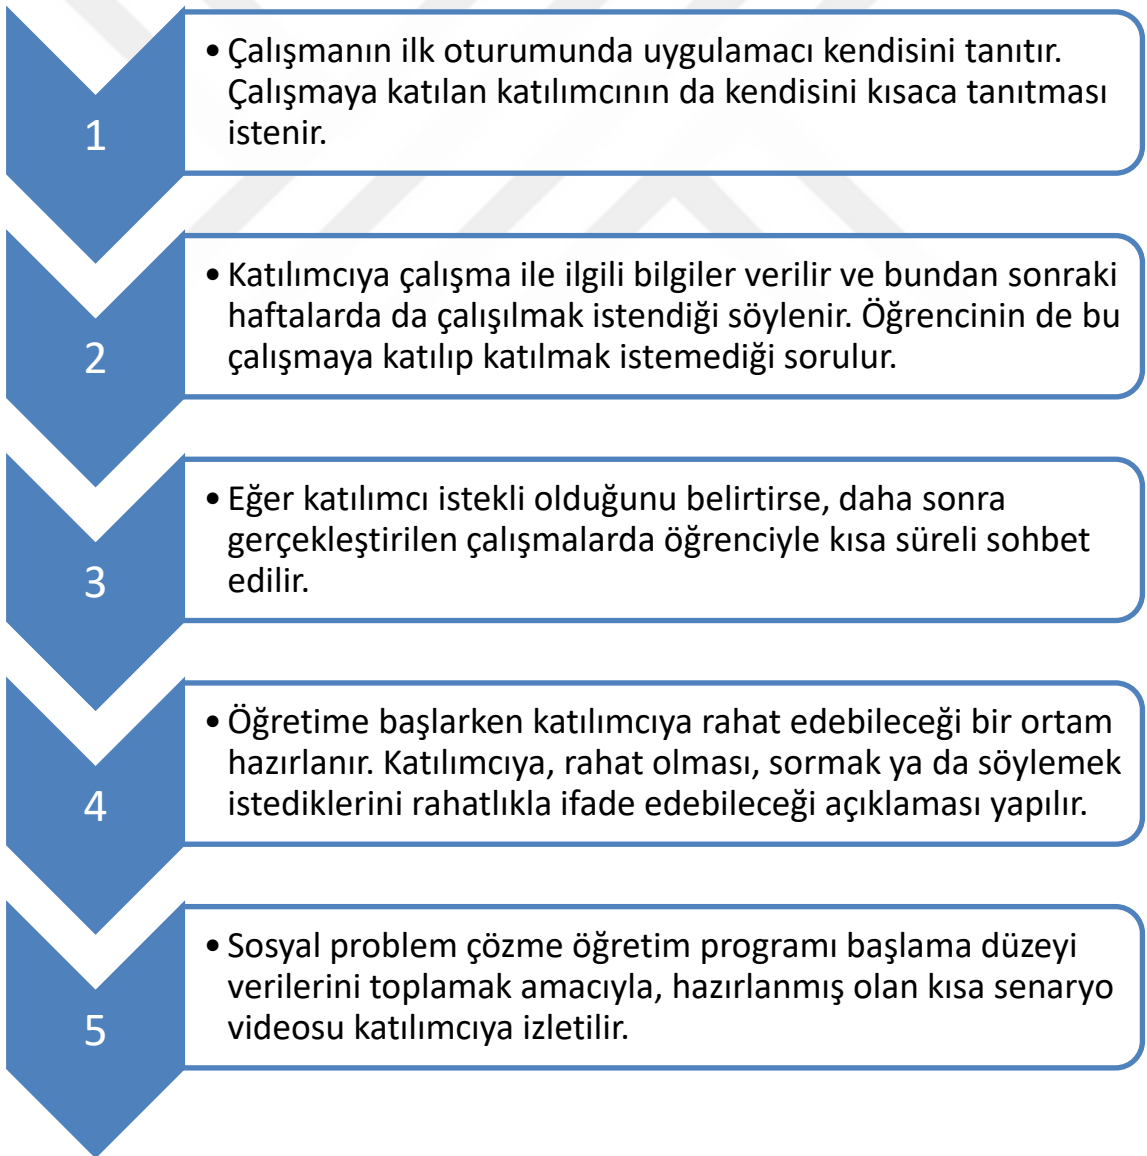 1
• Çalışmanın ilk oturumunda uygulamacı kendisini tanıtır.
Çalışmaya katılan katılımcının da kendisini kısaca tanıtması
istenir.
2
• Katılımcıya çalışma ile ilgili bilgiler verilir ve bundan sonraki
haftalarda da çalışılmak istendiği söylenir. Öğrencinin de bu
çalışmaya katılıp katılmak istemediği sorulur.
3
• Eğer katılımcı istekli olduğunu belirtirse, daha sonra
gerçekleştirilen çalışmalarda öğrenciyle kısa süreli sohbet
edilir.
4
• Öğretime başlarken katılımcıya rahat edebileceği bir ortam
hazırlanır. Katılımcıya, rahat olması, sormak ya da söylemek
istediklerini rahatlıkla ifade edebileceği açıklaması yapılır.
5
• Sosyal problem çözme öğretim programı başlama düzeyi
verilerini toplamak amacıyla, hazırlanmış olan kısa senaryo
videosu katılımcıya izletilir.